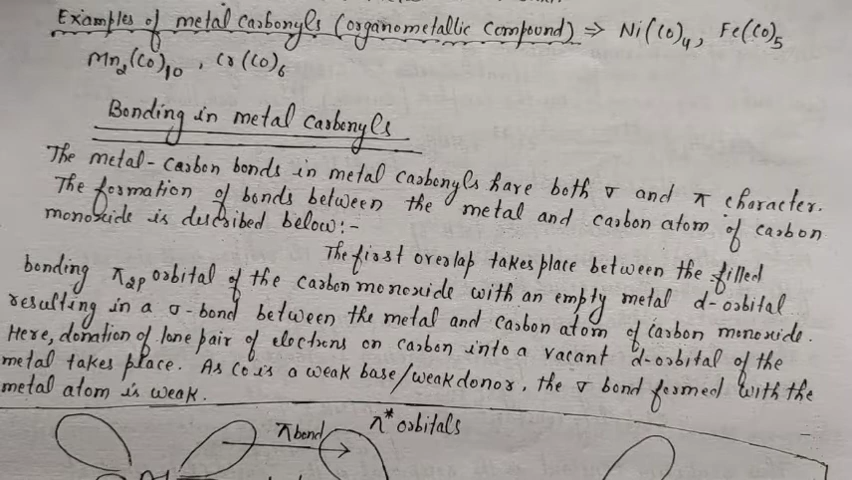 Examples of metal carbonyls (organometallic compound) ⇒ Ni(CO)4, Fe(CO)5
Mn2(CO)10, Cr(CO)6
Bonding in metal carbonyls
The metal-carbon bonds in metal carbonyls have both σ and π character.
The formation of bonds between the metal and carbon atom of carbon
monoxide is described below:-
The first overlap takes place between the filled
bonding π2p orbital of the carbon monoxide with an empty metal d-orbital
resulting in a σ-bond between the metal and carbon atom of carbon monoxide.
Here, donation of lone pair of electrons on carbon into a vacant d-orbital of the
metal takes place. As CO is a weak base/weak donor, the σ bond formed with the
metal atom is weak.
π bond π* orbitals